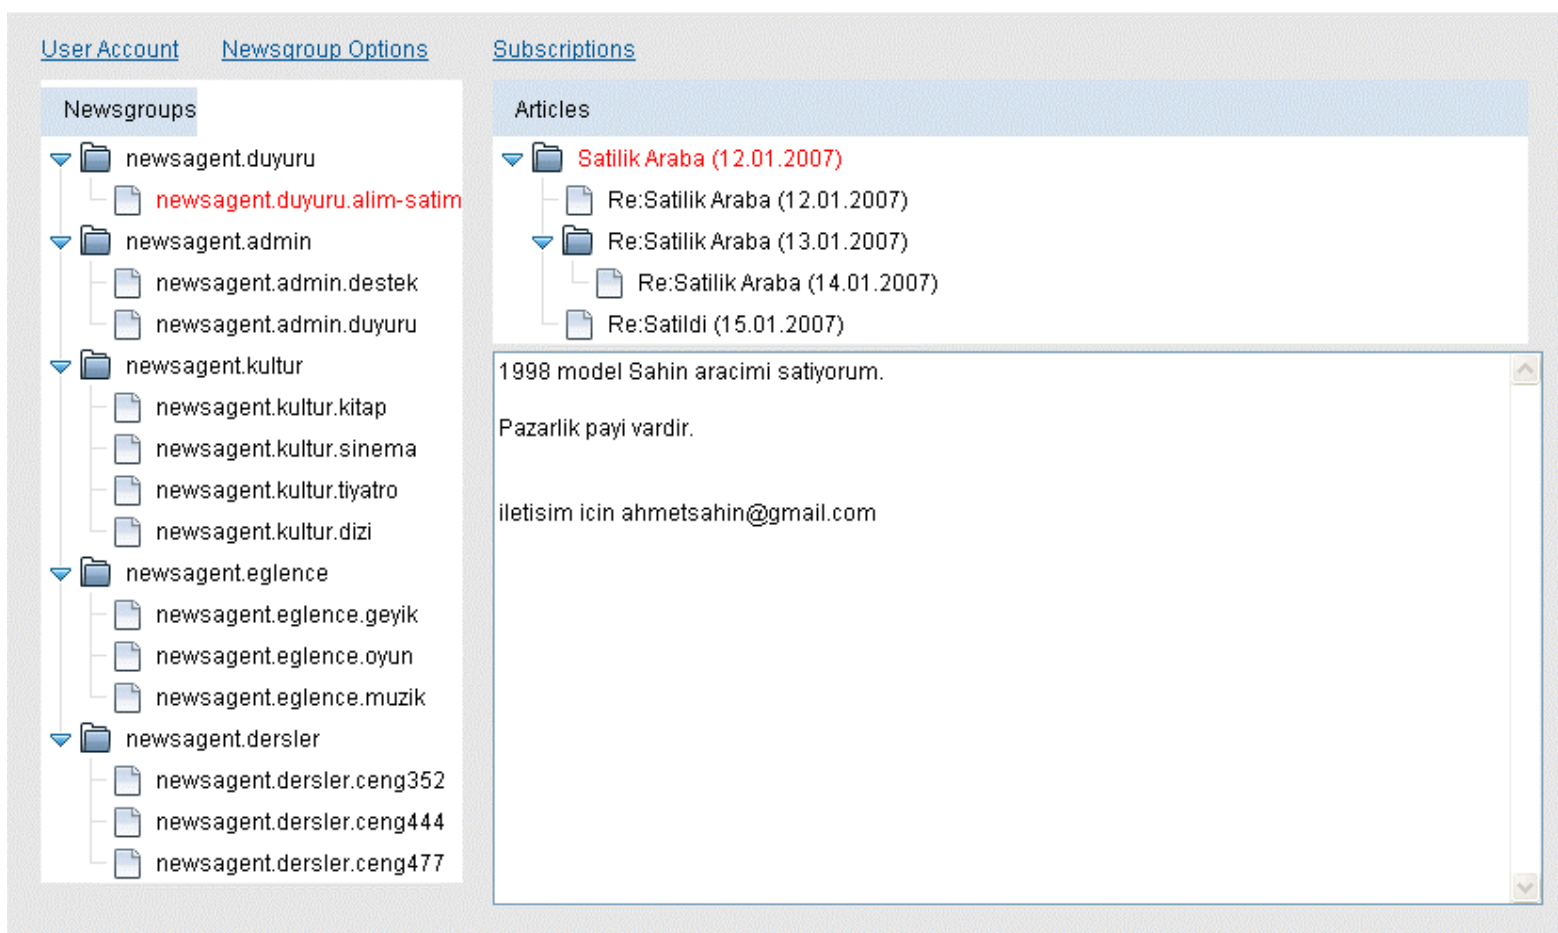 User Account
Newsgroup Options
Subscriptions
Newsgroups
newsagent.duyuru
newsagent.duyuru.alim-satim
newsagent.admin
newsagent.admin.destek
newsagent.admin.duyuru
newsagent.kultur
newsagent.kultur.kitap
newsagent.kultur.sinema
newsagent.kultur.tiyatro
newsagent.kultur.dizi
newsagent.eglence
newsagent.eglence.geyik
newsagent.eglence.oyun
newsagent.eglence.muzik
newsagent.dersler
newsagent.dersler.ceng352
newsagent.dersler.ceng444
newsagent.dersler.ceng477
Articles
Satilik Araba (12.01.2007)
Re:Satilik Araba (12.01.2007)
Re:Satilik Araba (13.01.2007)
Re:Satilik Araba (14.01.2007)
Re:Satildi (15.01.2007)
1998 model Sahin aracimi satiyorum.
Pazarlik payi vardir.
iletisim icin ahmetsahin@gmail.com